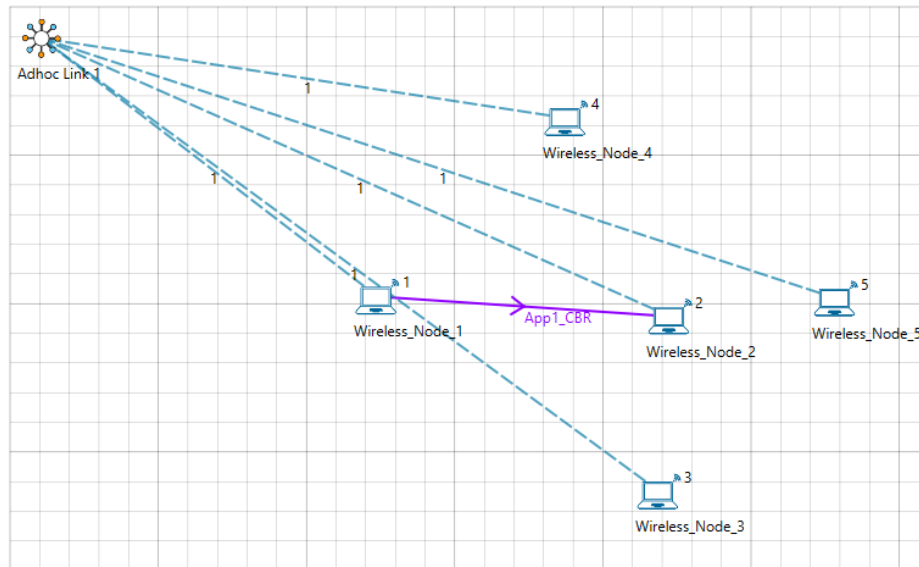 Adhoc Link 1
1
4
Wireless_Node_4
1
1
1
1
1
5
2
App1_CBR
Wireless_Node_1
Wireless_Node_5
Wireless_Node_2
3
Wireless_Node_3